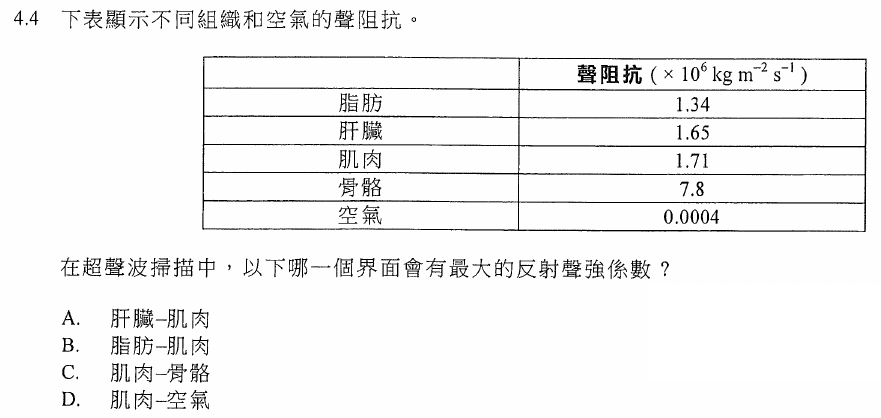 4.4 下表顯示不同組織和空氣的聲阻抗。
聲阻抗 ( × 10⁶ kg m⁻² s⁻¹ )
脂肪 1.34
肝臟 1.65
肌肉 1.71
骨骼 7.8
空氣 0.0004
在超聲波掃描中，以下哪一個界面會有最大的反射聲強係數？
A. 肝臟–肌肉
B. 脂肪–肌肉
C. 肌肉–骨骼
D. 肌肉–空氣